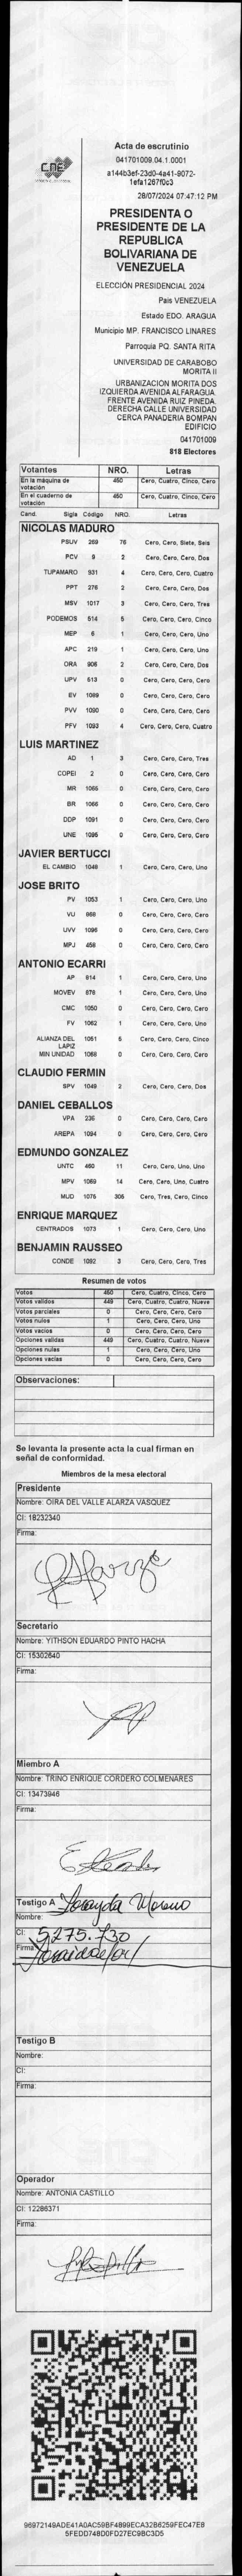 Acta de escrutinio
041701009.04.1.0001
a144b3ef-23d0-4a41-9072-
1efa1267f0c3
28/07/2024 07:47:12 PM
CNE
PRESIDENTA O
PRESIDENTE DE LA
REPUBLICA
BOLIVARIANA DE
VENEZUELA
ELECCIÓN PRESIDENCIAL 2024
Pais VENEZUELA
Estado EDO. ARAGUA
Municipio MP. FRANCISCO LINARES
Parroquia PQ. SANTA RITA
UNIVERSIDAD DE CARABOBO
MORITA II
URBANIZACIÓN MORITA DOS
IZQUIERDA AVENIDA ALFARAGUA.
FRENTE AVENIDA RUIZ PINEDA.
DERECHA CALLE UNIVERSIDAD
CERCA PANADERIA BOMPAN
EDIFICIO
041701009
818 Electores
Votantes NRO. Letras
En la máquina de votación 450 Cero, Cuatro, Cinco, Cero
En el cuaderno de votación 450 Cero, Cuatro, Cinco, Cero
Cand. Sigla Código NRO. Letras
NICOLAS MADURO
PSUV 269 76 Cero, Cero, Siete, Seis
PCV 9 2 Cero, Cero, Cero, Dos
TUPAMARO 931 4 Cero, Cero, Cero, Cuatro
PPT 276 2 Cero, Cero, Cero, Dos
MSV 1017 3 Cero, Cero, Cero, Tres
PODEMOS 514 5 Cero, Cero, Cero, Cinco
MEP 6 1 Cero, Cero, Cero, Uno
APC 219 1 Cero, Cero, Cero, Uno
ORA 906 2 Cero, Cero, Cero, Dos
UPV 613 0 Cero, Cero, Cero, Cero
EV 1089 0 Cero, Cero, Cero, Cero
PVV 1090 0 Cero, Cero, Cero, Cero
PFV 1093 4 Cero, Cero, Cero, Cuatro
LUIS MARTINEZ
AD 1 3 Cero, Cero, Cero, Tres
COPEI 2 0 Cero, Cero, Cero, Cero
MR 1065 0 Cero, Cero, Cero, Cero
BR 1066 0 Cero, Cero, Cero, Cero
DDP 1091 0 Cero, Cero, Cero, Cero
UNE 1095 0 Cero, Cero, Cero, Cero
JAVIER BERTUCCI
EL CAMBIO 1048 1 Cero, Cero, Cero, Uno
JOSE BRITO
PV 1053 1 Cero, Cero, Cero, Uno
VU 868 0 Cero, Cero, Cero, Cero
UVV 1096 0 Cero, Cero, Cero, Cero
MPJ 458 0 Cero, Cero, Cero, Cero
ANTONIO ECARRI
AP 914 1 Cero, Cero, Cero, Uno
MOVEV 676 1 Cero, Cero, Cero, Uno
CMC 1050 0 Cero, Cero, Cero, Cero
FV 1062 1 Cero, Cero, Cero, Uno
ALIANZA DEL LAPIZ 1051 5 Cero, Cero, Cero, Cinco
MIN UNIDAD 1068 0 Cero, Cero, Cero, Cero
CLAUDIO FERMIN
SPV 1049 2 Cero, Cero, Cero, Dos
DANIEL CEBALLOS
VPA 236 0 Cero, Cero, Cero, Cero
AREPA 1094 0 Cero, Cero, Cero, Cero
EDMUNDO GONZALEZ
UNTC 460 11 Cero, Cero, Uno, Uno
MPV 1069 14 Cero, Cero, Uno, Cuatro
MUD 1075 305 Cero, Tres, Cero, Cinco
ENRIQUE MARQUEZ
CENTRADOS 1073 1 Cero, Cero, Cero, Uno
BENJAMIN RAUSSEO
CONDE 1092 3 Cero, Cero, Cero, Tres
Resumen de votos
Votos 450 Cero, Cuatro, Cinco, Cero
Votos validos 449 Cero, Cuatro, Cuatro, Nueve
Votos parciales 0 Cero, Cero, Cero, Cero
Votos nulos 1 Cero, Cero, Cero, Uno
Votos vacios 0 Cero, Cero, Cero, Cero
Opciones validas 449 Cero, Cuatro, Cuatro, Nueve
Opciones nulas 1 Cero, Cero, Cero, Uno
Opciones vacias 0 Cero, Cero, Cero, Cero
Observaciones:
Se levanta la presente acta la cual firman en
señal de conformidad.
Miembros de la mesa electoral
Presidente
Nombre: OIRA DEL VALLE ALARZA VASQUEZ
CI: 18232340
Firma:
Secretario
Nombre: YITHSON EDUARDO PINTO HACHA
CI: 15302640
Firma:
Miembro A
Nombre: TRINO ENRIQUE CORDERO COLMENARES
CI: 13473946
Firma:
Testigo A
Nombre: Moreno
CI: 5275.730
Firma:
Testigo B
Nombre:
CI:
Firma:
Operador
Nombre: ANTONIA CASTILLO
CI: 12286371
Firma:
96972149ADE41A0AC59BF4899ECA32B6259FEC47E8
5FEDD748D0FD27EC9BC3D5